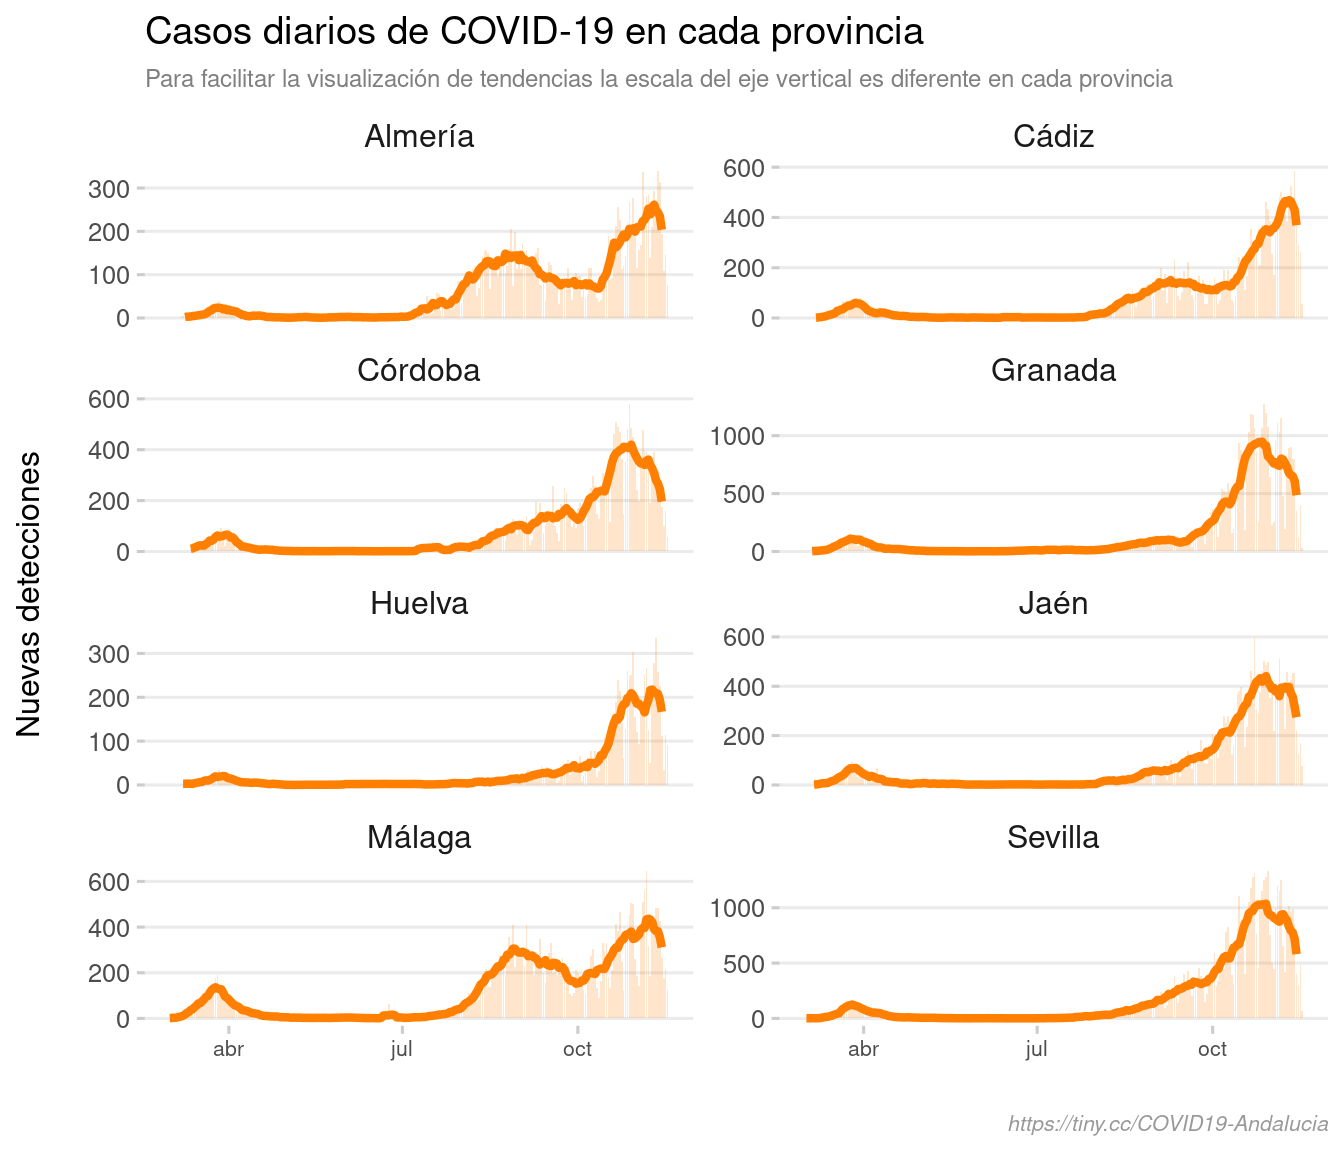 Casos diarios de COVID-19 en cada provincia
Para facilitar la visualización de tendencias la escala del eje vertical es diferente en cada provincia
Nuevas detecciones
Almería
300
200
100
0
Cádiz
600
400
200
0
Córdoba
600
400
200
0
Granada
1000
500
0
Huelva
300
200
100
0
Jaén
600
400
200
0
Málaga
600
400
200
0
abr jul oct
Sevilla
1000
500
0
abr jul oct
https://tiny.cc/COVID19-Andalucia